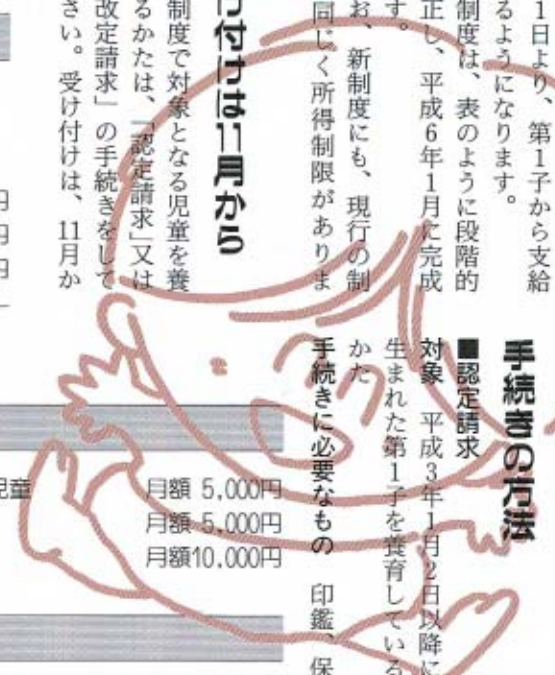 1日より、第1子から支給
るようになります。
制度は、表のように段階的
正し、平成6年1月に完成
す。
お、新制度にも、現行の制
同じく所得制限がありま
け付けは11月から
制度で対象となる児童を養
るかたは、「認定請求」又は
改定請求」の手続きをして
さい。受け付けは、11月か
手続きの方法
■認定請求
対象 平成3年1月2日以降に
生まれた第1子を養育している
かた
手続きに必要なもの 印鑑、保
児童
月額 5,000円
月額 5,000円
月額10,000円
円
円
円